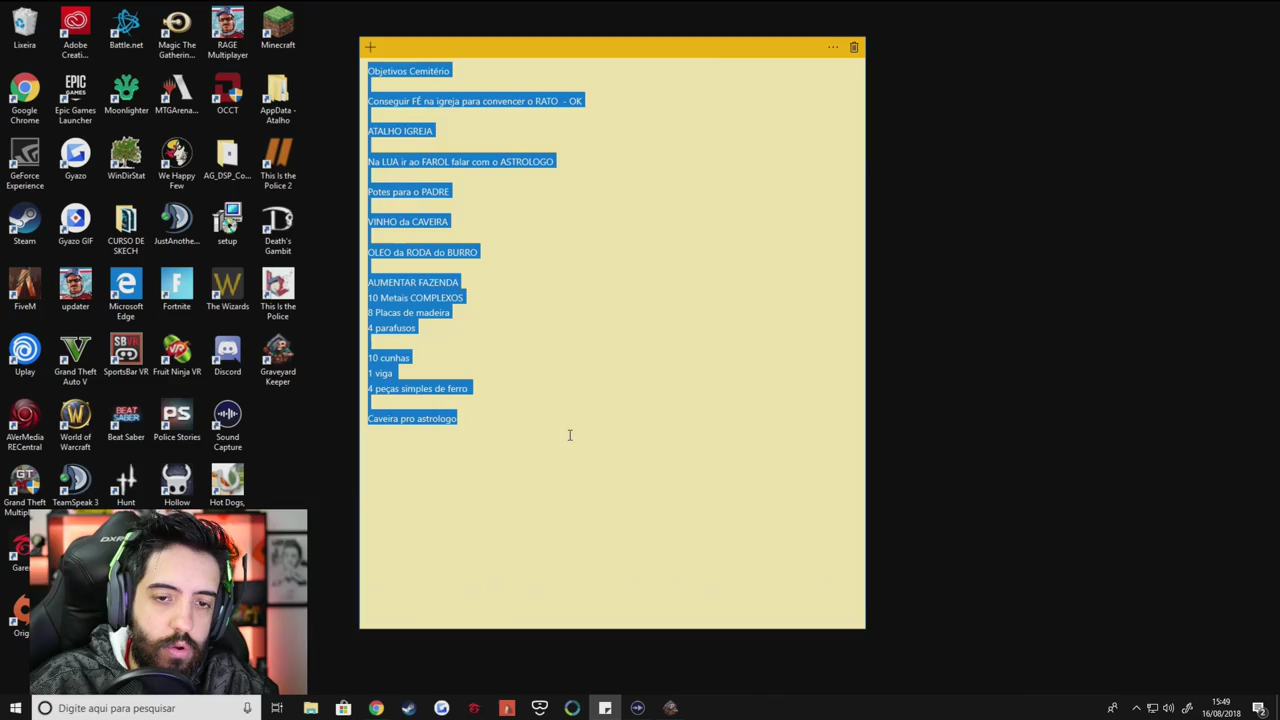 Lixeira
Adobe Creati...
Battle.net
Magic The Gatherin...
RAGE Multiplayer
Minecraft
Google Chrome
Epic Games Launcher
Moonlighter
MTGArena...
OCCT
AppData - Atalho
GeForce Experience
Gyazo
WinDirStat
We Happy Few
AG_DSP_Co...
This Is the Police 2
Steam
Gyazo GIF
CURSO DE SKECH
JustAnothe...
setup
Death's Gambit
FiveM
updater
Microsoft Edge
Fortnite
The Wizards
This Is the Police
Uplay
Grand Theft Auto V
SportsBar VR
Fruit Ninja VR
Discord
Graveyard Keeper
AVerMedia RECentral
World of Warcraft
Beat Saber
Police Stories
Sound Capture
Grand Theft
TeamSpeak 3
Hunt
Hollow
Hot Dogs,
Objetivos Cemitério
Conseguir FÉ na igreja para convencer o RATO - OK
ATALHO IGREJA
Na LUA ir ao FAROL falar com o ASTROLOGO
Potes para o PADRE
VINHO da CAVEIRA
OLEO da RODA do BURRO
AUMENTAR FAZENDA
10 Metais COMPLEXOS
8 Placas de madeira
4 parafusos
10 cunhas
1 viga
4 peças simples de ferro
Caveira pro astrologo
Digite aqui para pesquisar
15:49
16/08/2018